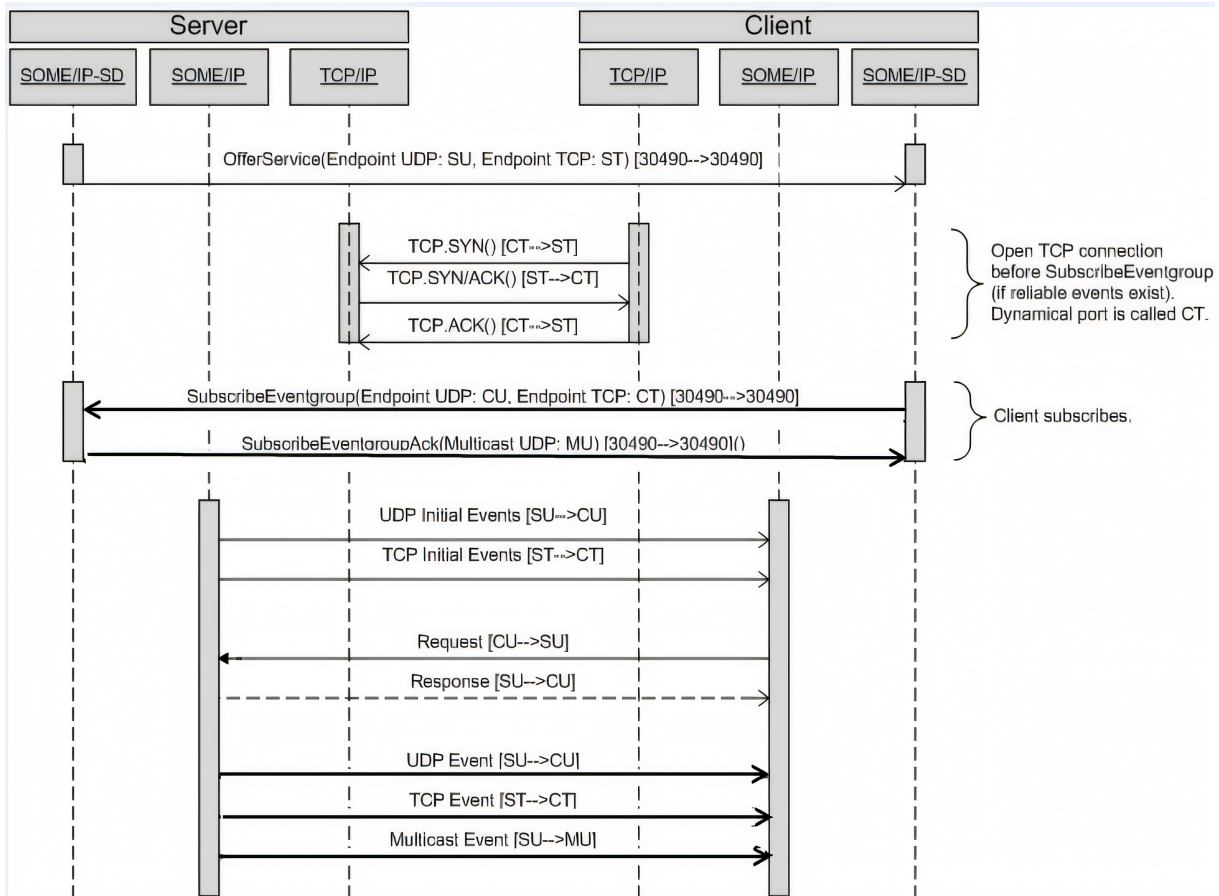 Server
Client
SOME/IP-SD
SOME/IP
TCP/IP
TCP/IP
SOME/IP
SOME/IP-SD
OfferService(Endpoint UDP: SU, Endpoint TCP: ST) [30490-->30490]
TCP.SYN() [CT-->ST]
TCP.SYN/ACK() [ST-->CT]
TCP.ACK() [CT-->ST]
Open TCP connection
before SubscribeEventgroup
(if reliable events exist).
Dynamical port is called CT.
SubscribeEventgroup(Endpoint UDP: CU, Endpoint TCP: CT) [30490-->30490]
SubscribeEventgroupAck(Multicast UDP: MU) [30490-->30490]()
Client subscribes.
UDP Initial Events [SU-->CU]
TCP Initial Events [ST-->CT]
Request [CU-->SU]
Response [SU-->CU]
UDP Event [SU-->CU]
TCP Event [ST-->CT]
Multicast Event [SU-->MU]